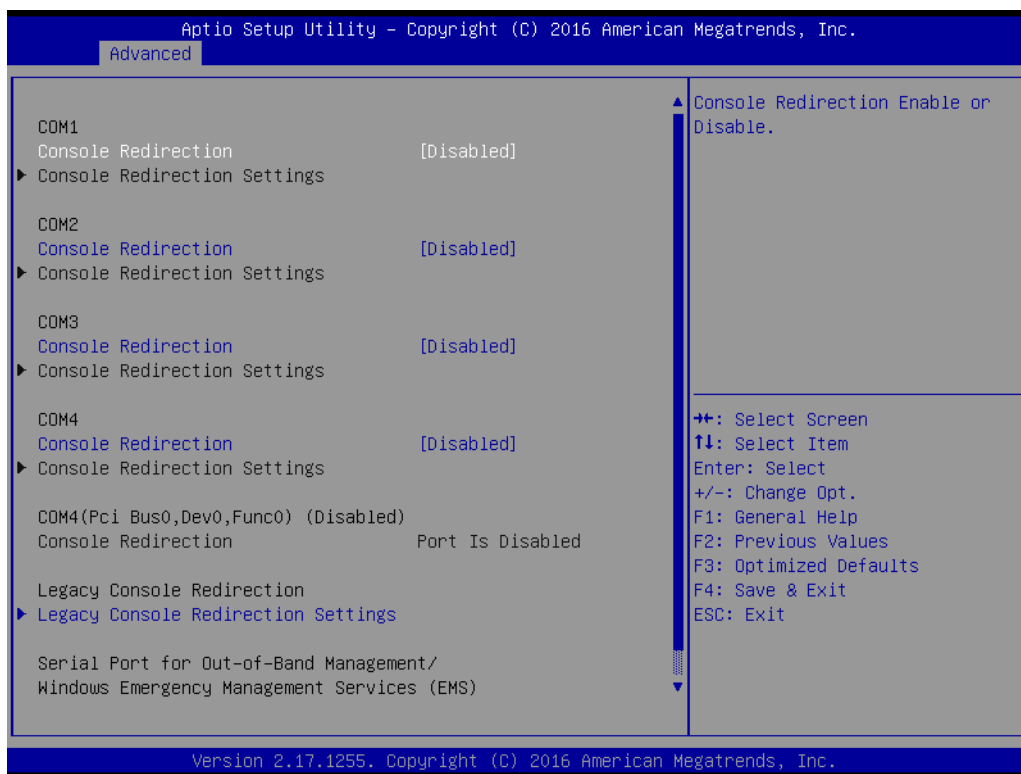 Aptio Setup Utility – Copyright (C) 2016 American Megatrends, Inc.
Advanced
COM1
Console Redirection [Disabled]
Console Redirection Settings
COM2
Console Redirection [Disabled]
Console Redirection Settings
COM3
Console Redirection [Disabled]
Console Redirection Settings
COM4
Console Redirection [Disabled]
Console Redirection Settings
COM4(Pci Bus0,Dev0,Func0) (Disabled)
Console Redirection Port Is Disabled
Legacy Console Redirection
Legacy Console Redirection Settings
Serial Port for Out-of-Band Management/
Windows Emergency Management Services (EMS)
Console Redirection Enable or
Disable.
→←: Select Screen
↑↓: Select Item
Enter: Select
+/-: Change Opt.
F1: General Help
F2: Previous Values
F3: Optimized Defaults
F4: Save & Exit
ESC: Exit
Version 2.17.1255. Copyright (C) 2016 American Megatrends, Inc.